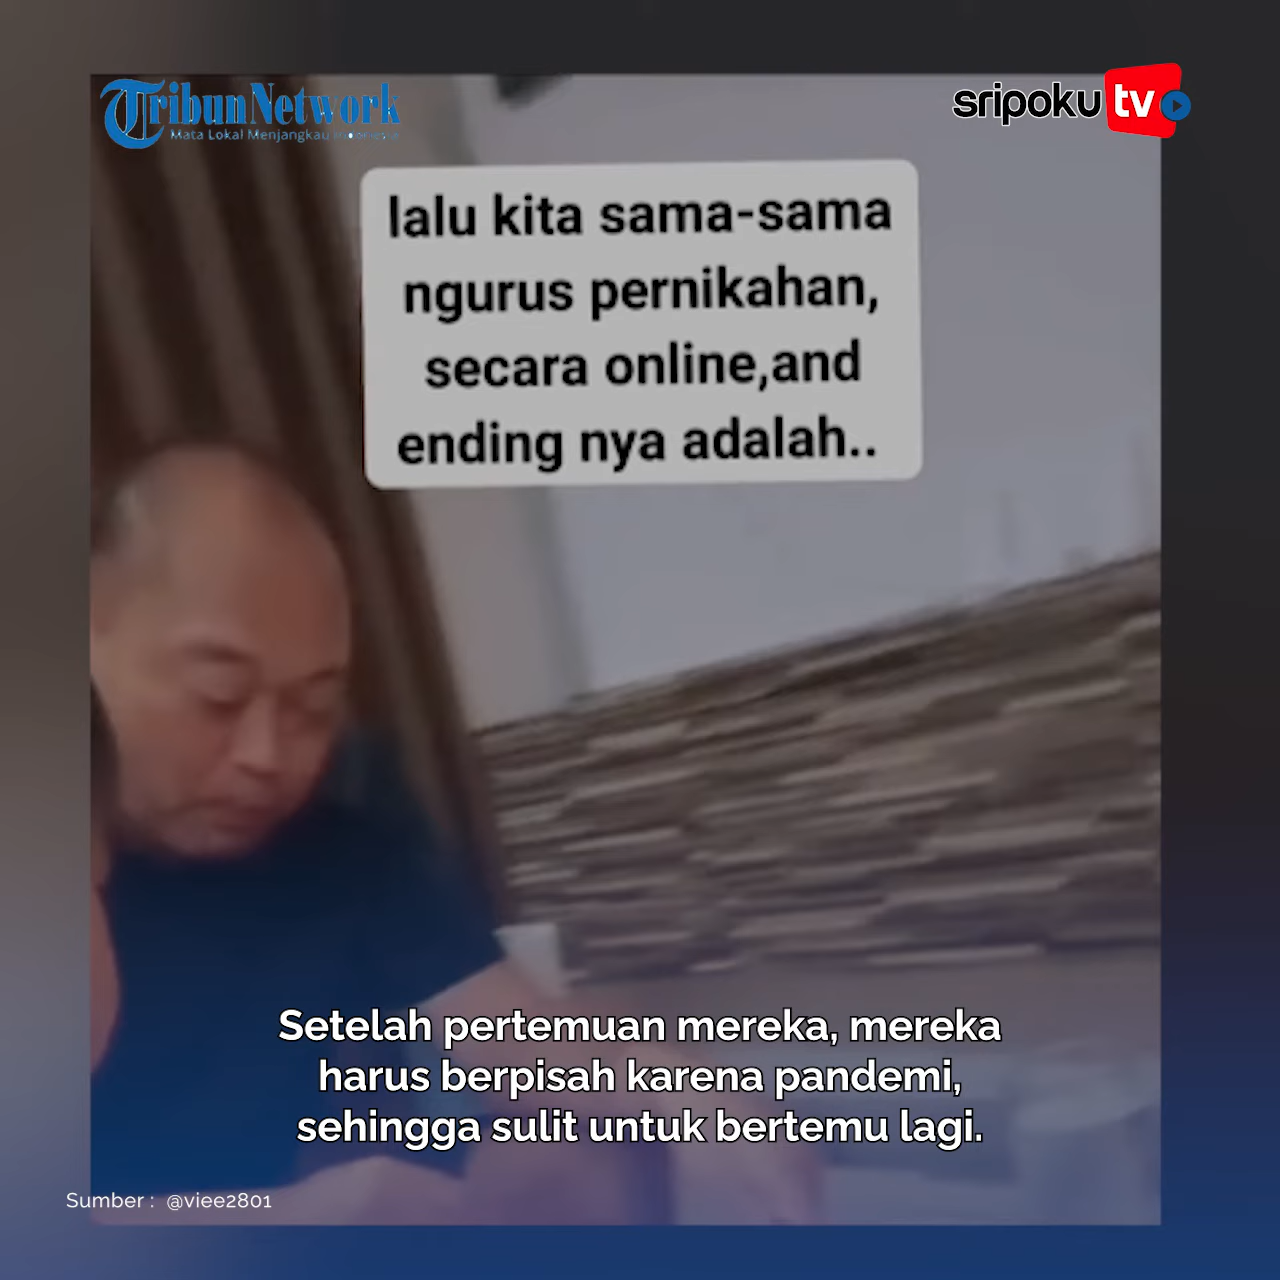 TribunNetwork
Mata Lokal Menjangkau Indonesia
sripoku tv
lalu kita sama-sama
ngurus pernikahan,
secara online,and
ending nya adalah..
Setelah pertemuan mereka, mereka
harus berpisah karena pandemi,
sehingga sulit untuk bertemu lagi.
Sumber : @viee2801